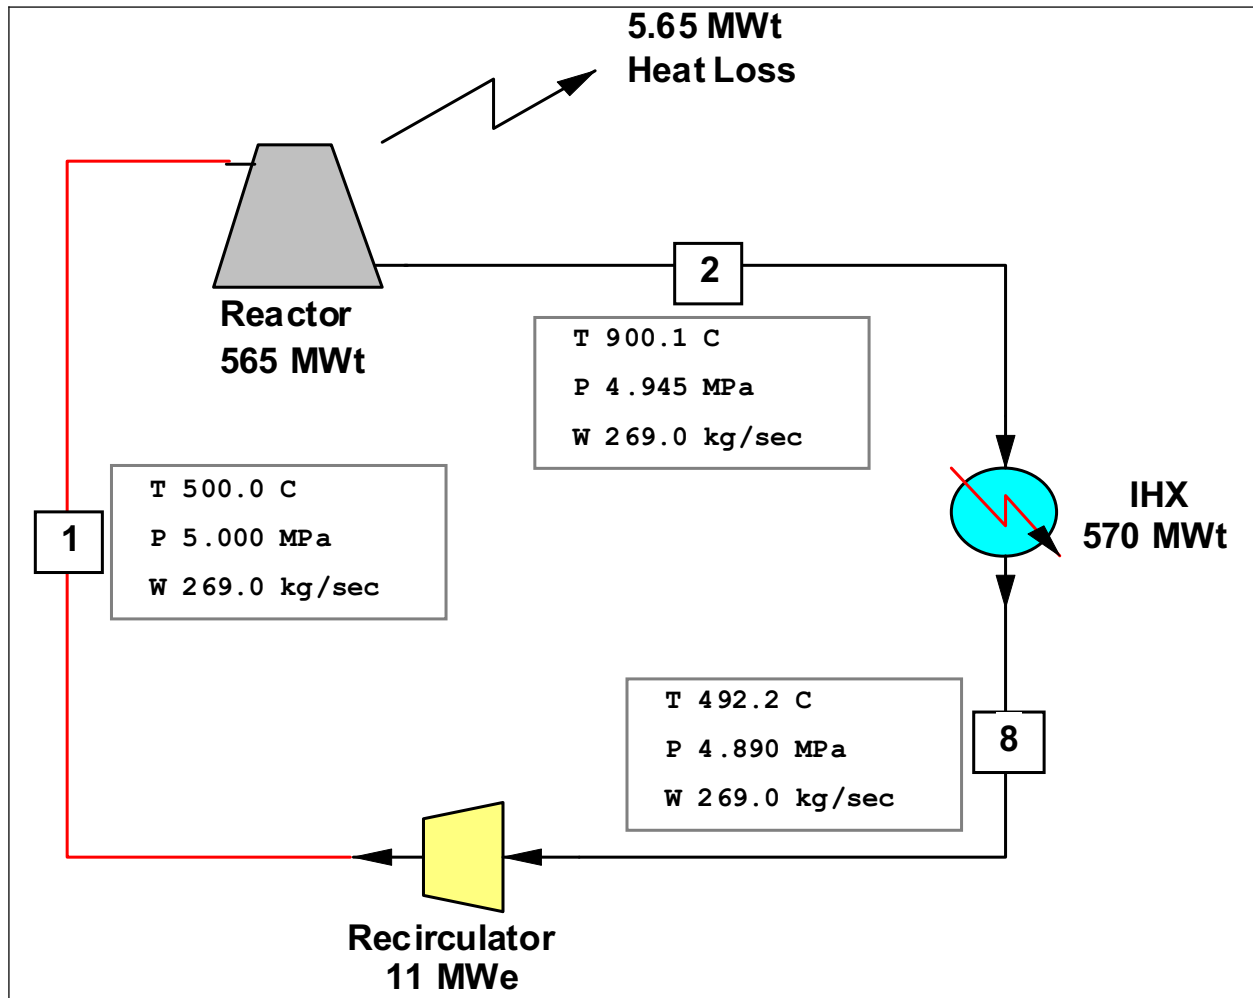 5.65 MWt
Heat Loss
2
Reactor
565 MWt
T 900.1 C
P 4.945 MPa
W 269.0 kg/sec
1
T 500.0 C
P 5.000 MPa
W 269.0 kg/sec
IHX
570 MWt
T 492.2 C
P 4.890 MPa
W 269.0 kg/sec
8
Recirculator
11 MWe